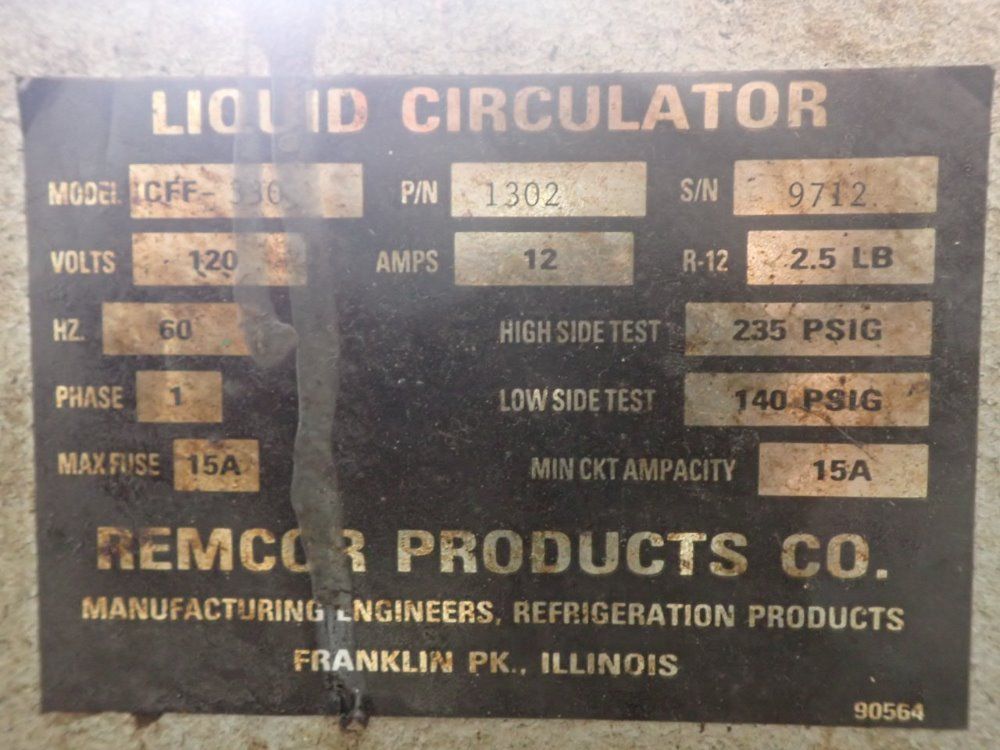 LIQUID CIRCULATOR
MODEL CFF- P/N 1302 S/N 9712
VOLTS 120 AMPS 12 R-12 2.5 LB
HZ. 60 HIGH SIDE TEST 235 PSIG
PHASE 1 LOW SIDE TEST 140 PSIG
MAX FUSE 15A MIN CKT AMPACITY 15A
REMCOR PRODUCTS CO.
MANUFACTURING ENGINEERS, REFRIGERATION PRODUCTS
FRANKLIN PK., ILLINOIS
90564